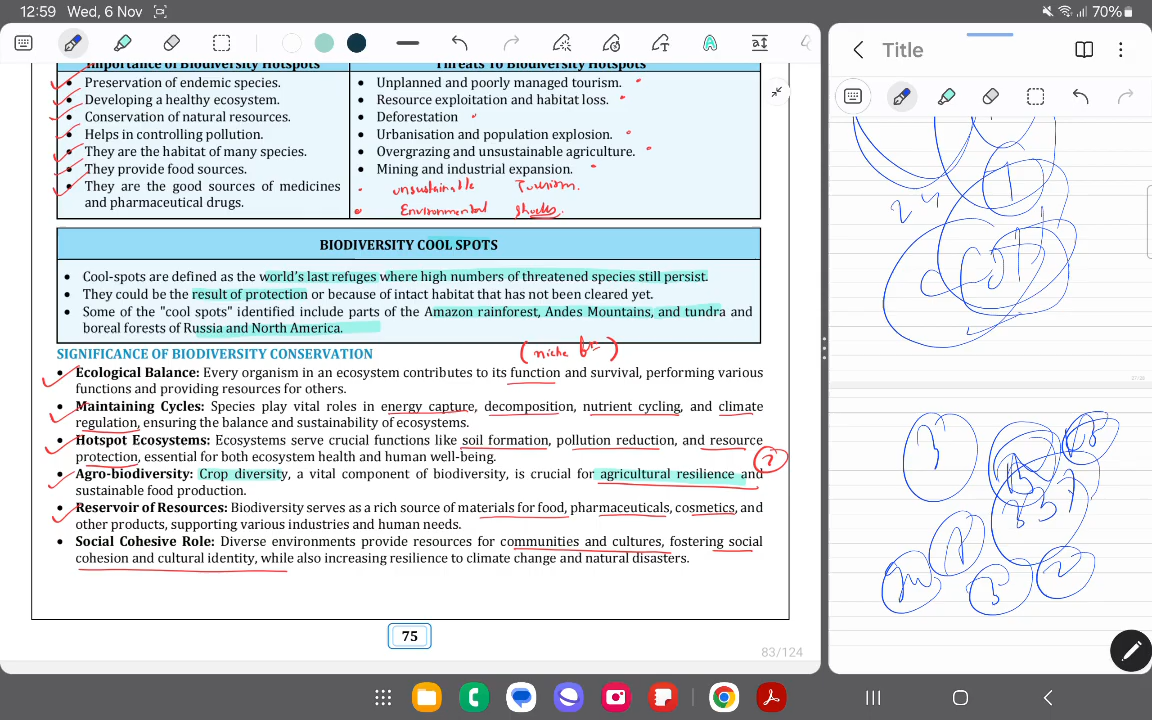 12:59 Wed, 6 Nov
70%
Importance of Biodiversity Hotspots
Threats To Biodiversity Hotspots
• Preservation of endemic species.
• Developing a healthy ecosystem.
• Conservation of natural resources.
• Helps in controlling pollution.
• They are the habitat of many species.
• They provide food sources.
• They are the good sources of medicines
and pharmaceutical drugs.
• Unplanned and poorly managed tourism.
• Resource exploitation and habitat loss.
• Deforestation
• Urbanisation and population explosion.
• Overgrazing and unsustainable agriculture.
• Mining and industrial expansion.
• unsustainable Tourism.
• Environmental shocks.
BIODIVERSITY COOL SPOTS
• Cool-spots are defined as the world's last refuges where high numbers of threatened species still persist.
• They could be the result of protection or because of intact habitat that has not been cleared yet.
• Some of the "cool spots" identified include parts of the Amazon rainforest, Andes Mountains, and tundra and
boreal forests of Russia and North America.
SIGNIFICANCE OF BIODIVERSITY CONSERVATION
(niche
• Ecological Balance: Every organism in an ecosystem contributes to its function and survival, performing various
functions and providing resources for others.
• Maintaining Cycles: Species play vital roles in energy capture, decomposition, nutrient cycling, and climate
regulation, ensuring the balance and sustainability of ecosystems.
• Hotspot Ecosystems: Ecosystems serve crucial functions like soil formation, pollution reduction, and resource
protection, essential for both ecosystem health and human well-being.
• Agro-biodiversity: Crop diversity, a vital component of biodiversity, is crucial for agricultural resilience and
sustainable food production.
• Reservoir of Resources: Biodiversity serves as a rich source of materials for food, pharmaceuticals, cosmetics, and
other products, supporting various industries and human needs.
• Social Cohesive Role: Diverse environments provide resources for communities and cultures, fostering social
cohesion and cultural identity, while also increasing resilience to climate change and natural disasters.
75
83/124
Title